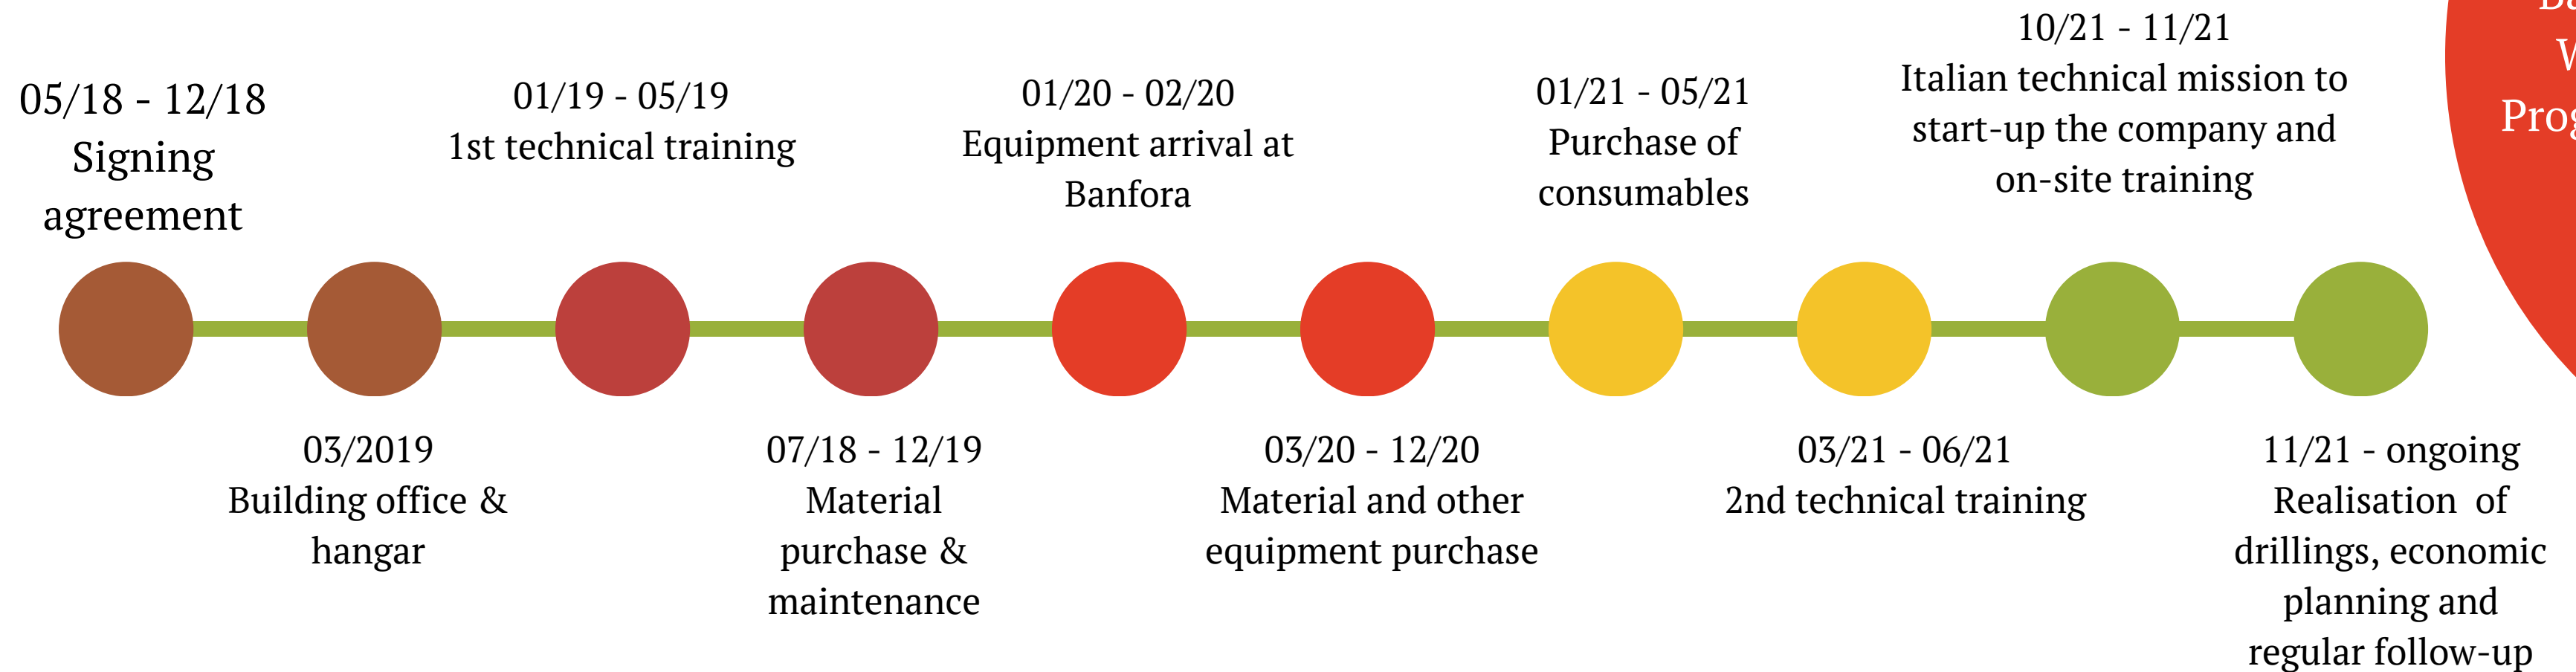 05/18 - 12/18
Signing
agreement
03/2019
Building office &
hangar
01/19 - 05/19
1st technical training
07/18 - 12/19
Material
purchase &
maintenance
01/20 - 02/20
Equipment arrival at
Banfora
03/20 - 12/20
Material and other
equipment purchase
01/21 - 05/21
Purchase of
consumables
03/21 - 06/21
2nd technical training
10/21 - 11/21
Italian technical mission to
start-up the company and
on-site training
11/21 - ongoing
Realisation of
drillings, economic
planning and
regular follow-up